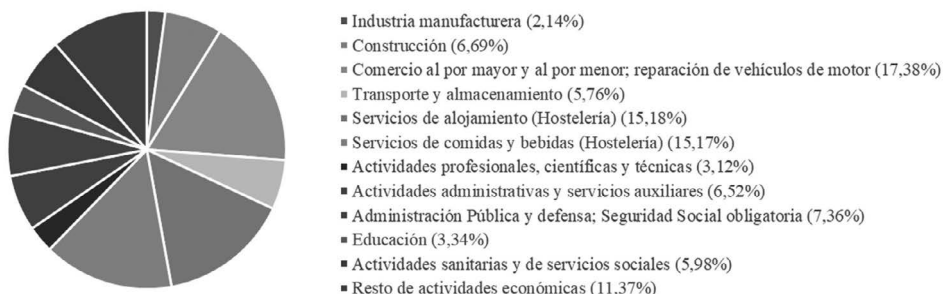 Industria manufacturera (2,14%)
Construcción (6,69%)
Comercio al por mayor y al por menor; reparación de vehículos de motor (17,38%)
Transporte y almacenamiento (5,76%)
Servicios de alojamiento (Hostelería) (15,18%)
Servicios de comidas y bebidas (Hostelería) (15,17%)
Actividades profesionales, científicas y técnicas (3,12%)
Actividades administrativas y servicios auxiliares (6,52%)
Administración Pública y defensa; Seguridad Social obligatoria (7,36%)
Educación (3,34%)
Actividades sanitarias y de servicios sociales (5,98%)
Resto de actividades económicas (11,37%)